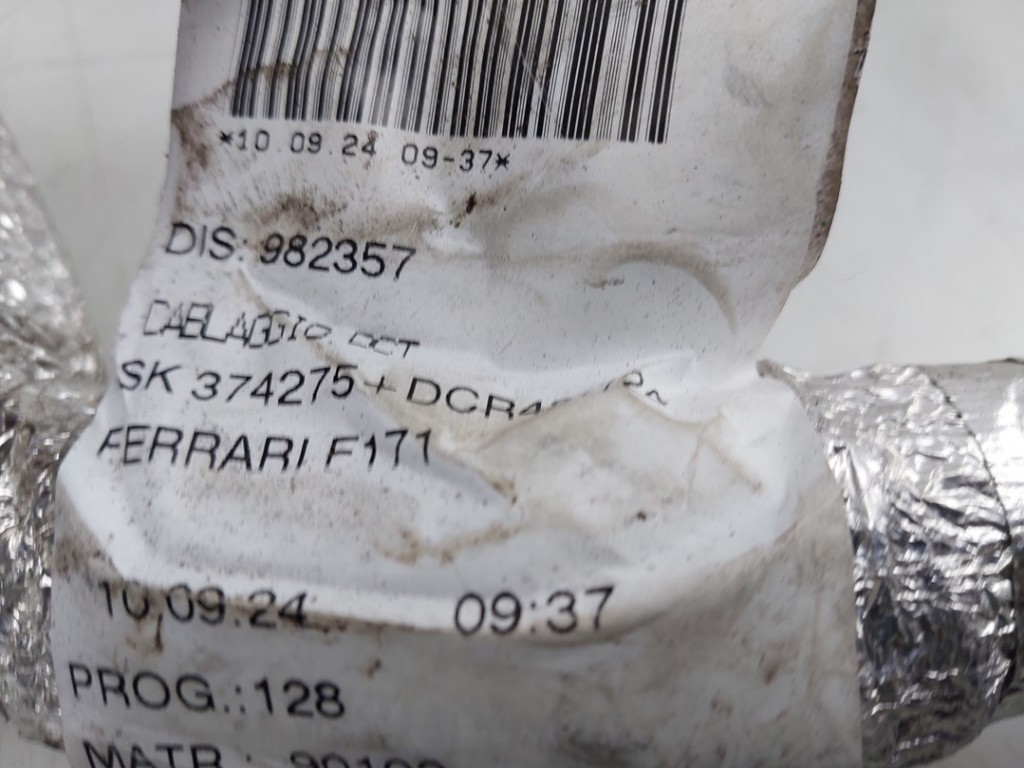 *10.09.24 09-37*
DIS: 982357
CABLAGGIO DCT
SK 374275 +
FERRARI F171
10.09.24 09:37
PROG.:128
MATR.: